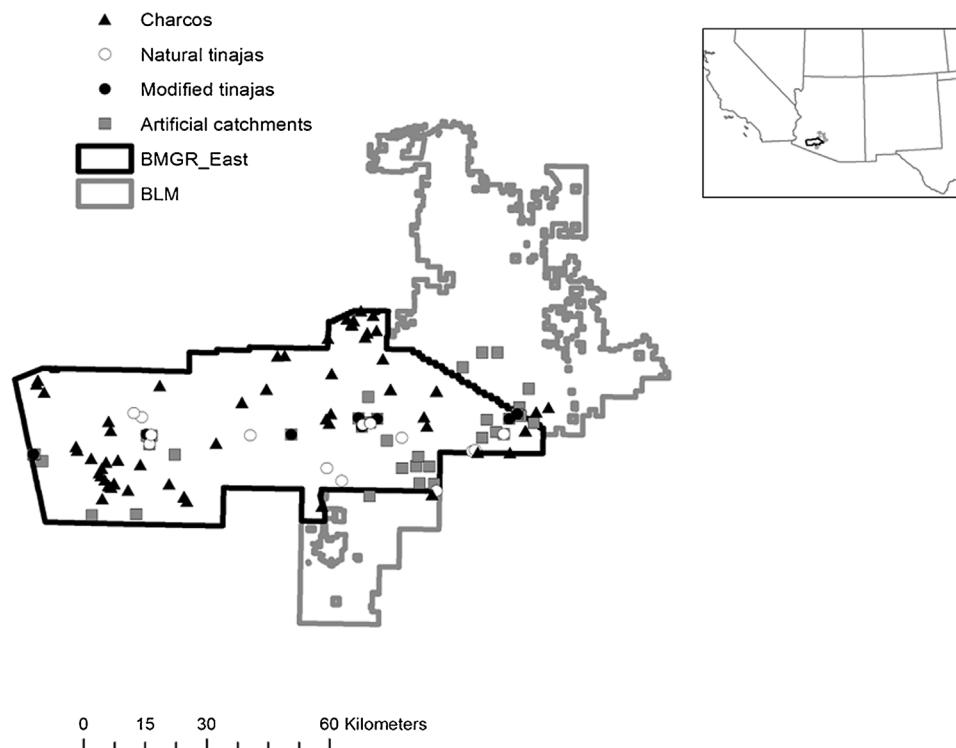 Charcos
Natural tinajas
Modified tinajas
Artificial catchments
BMGR_East
BLM
0 15 30 60 Kilometers